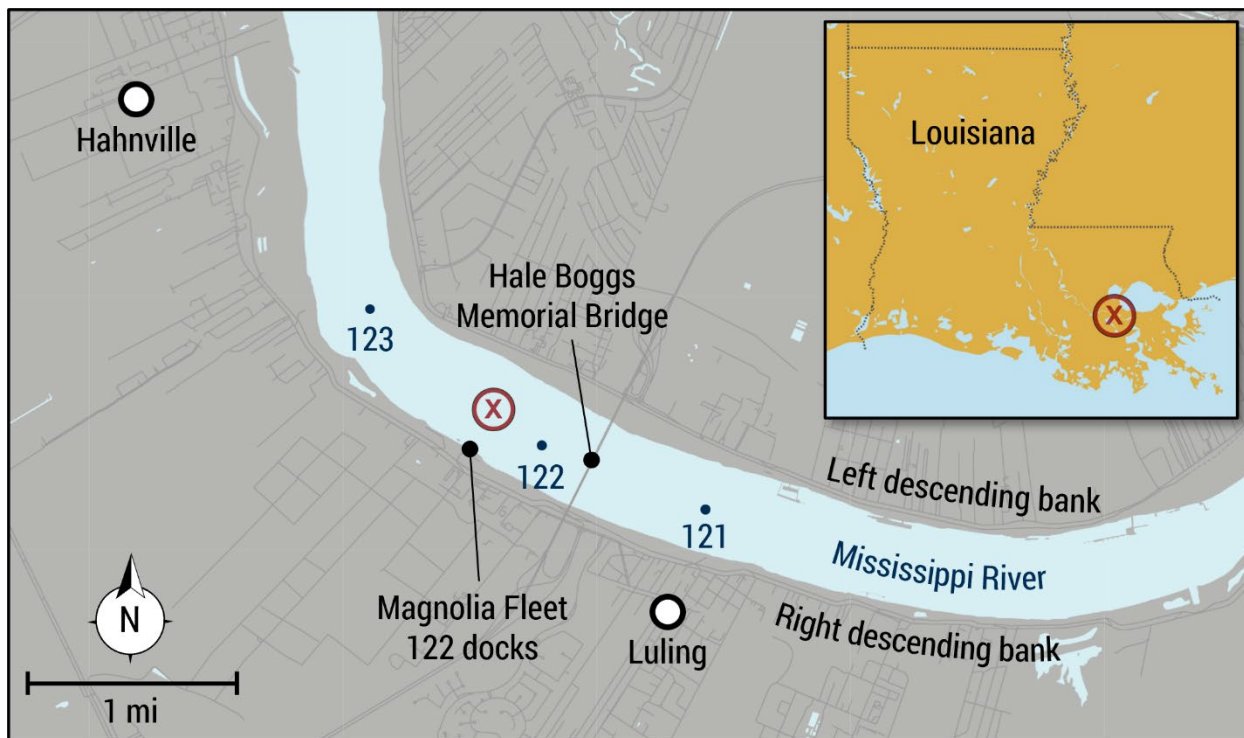 Hahnville
Louisiana
X
Hale Boggs
Memorial Bridge
123
X
122
Left descending bank
121
Mississippi River
Magnolia Fleet
122 docks
Luling
Right descending bank
N
1 mi